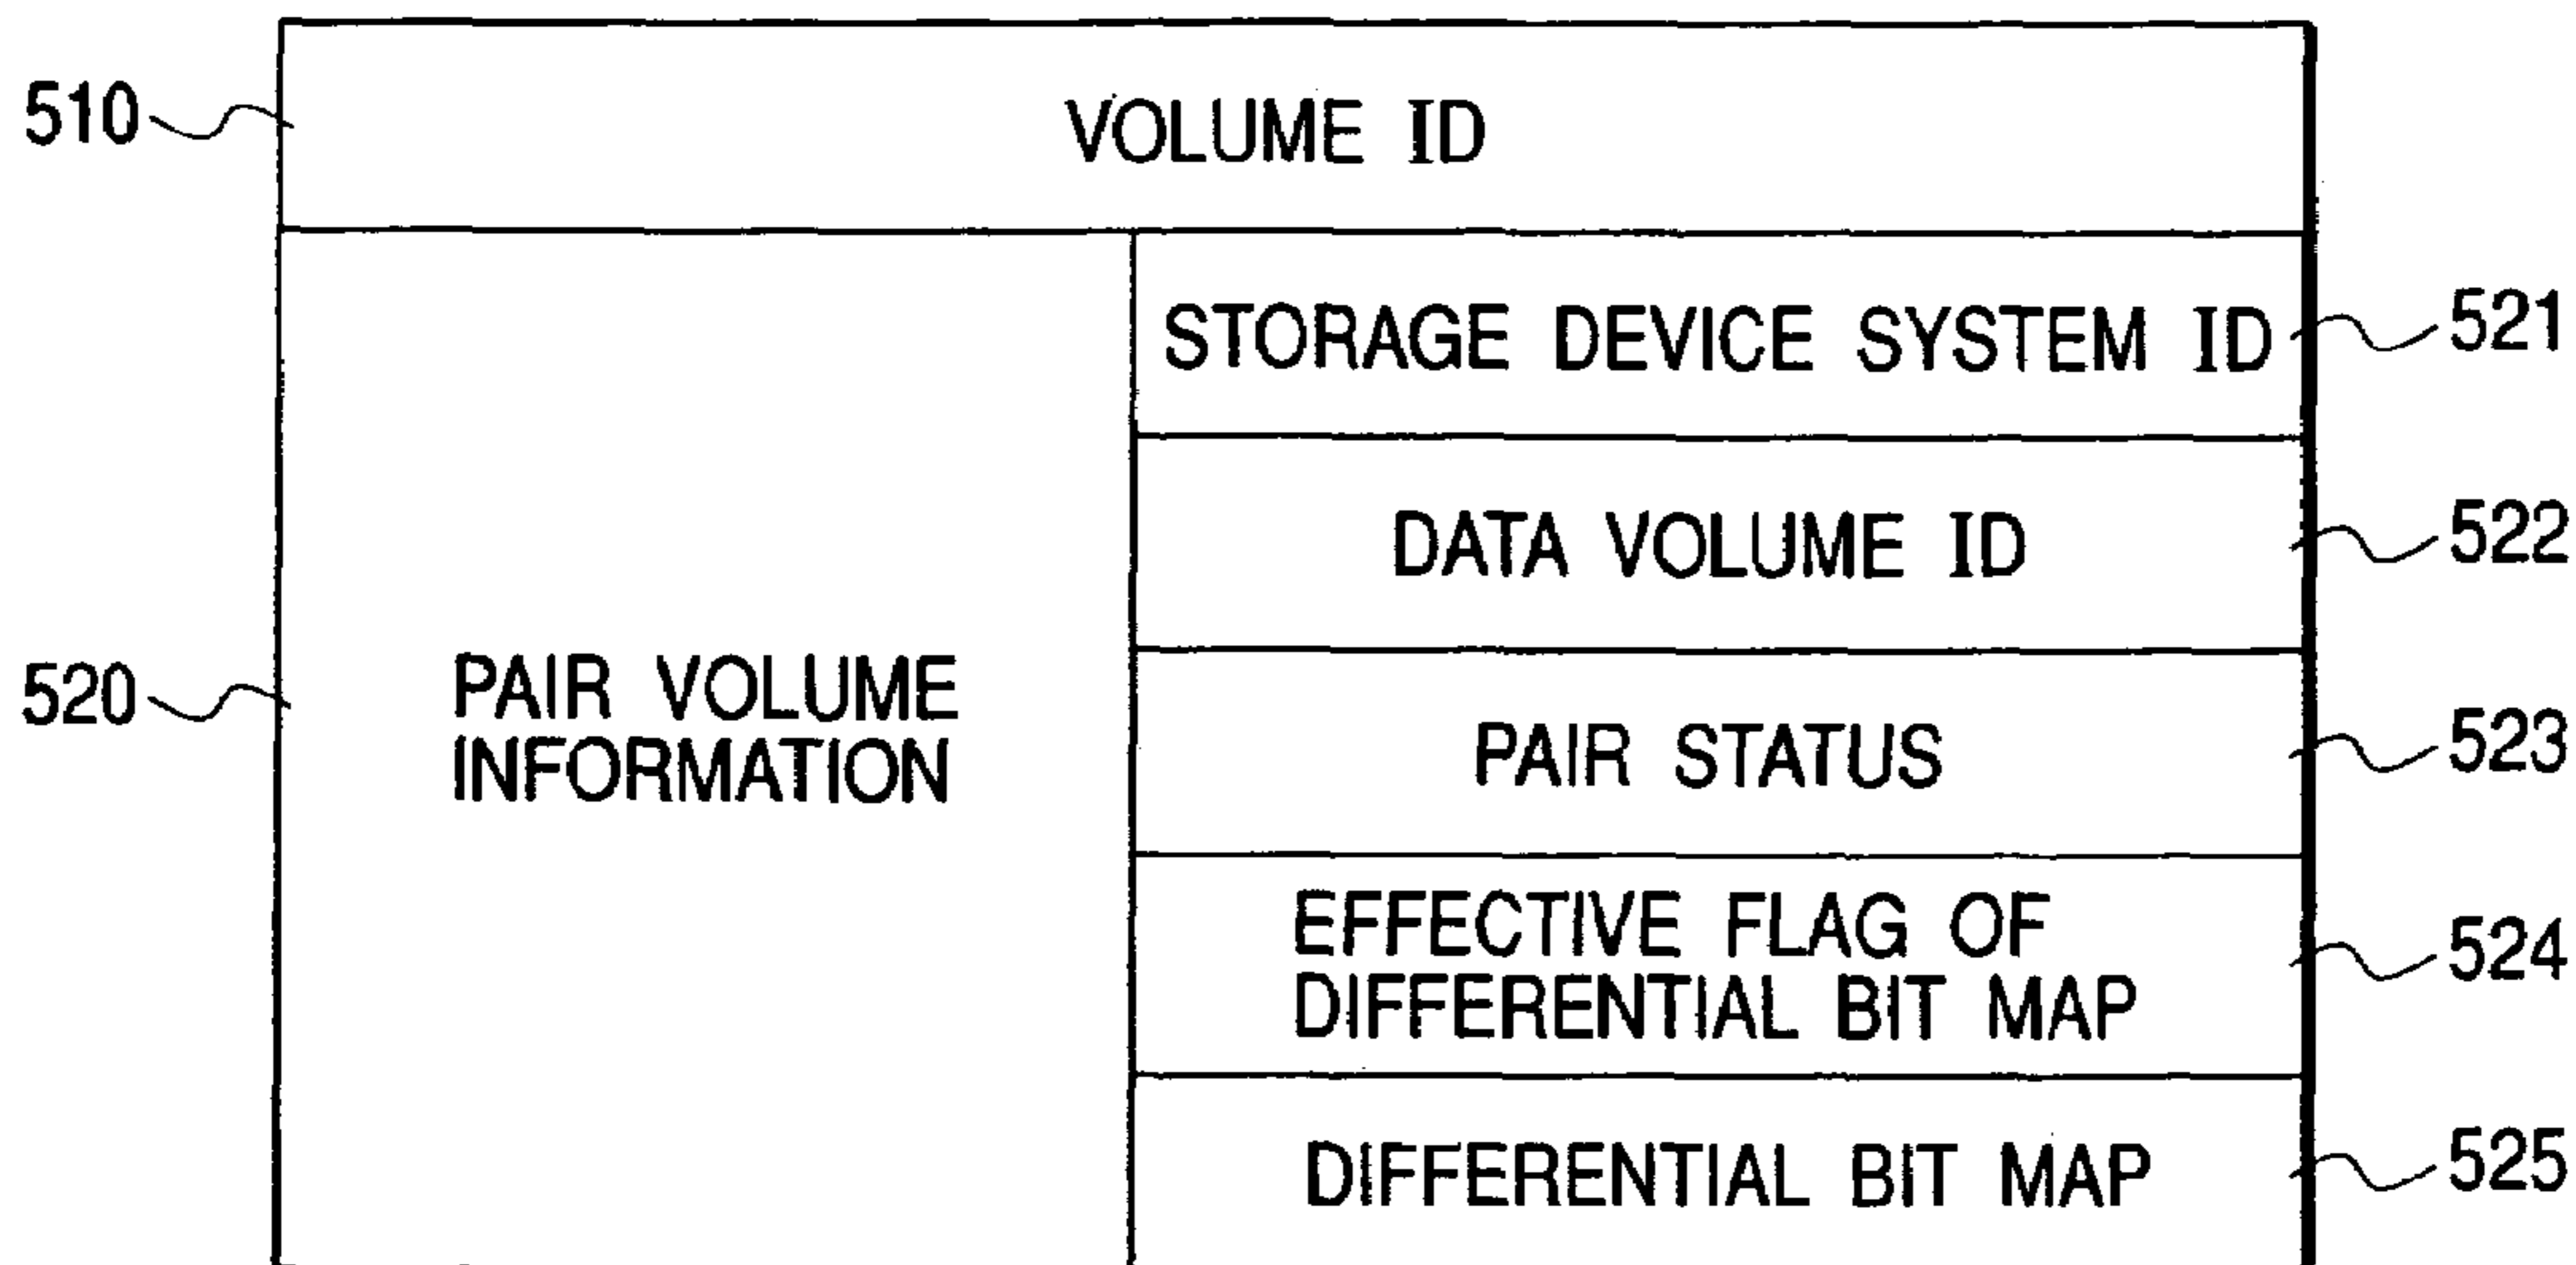 510
VOLUME ID
STORAGE DEVICE SYSTEM ID
521
DATA VOLUME ID
522
520
PAIR VOLUME
INFORMATION
PAIR STATUS
523
EFFECTIVE FLAG OF
DIFFERENTIAL BIT MAP
524
DIFFERENTIAL BIT MAP
525